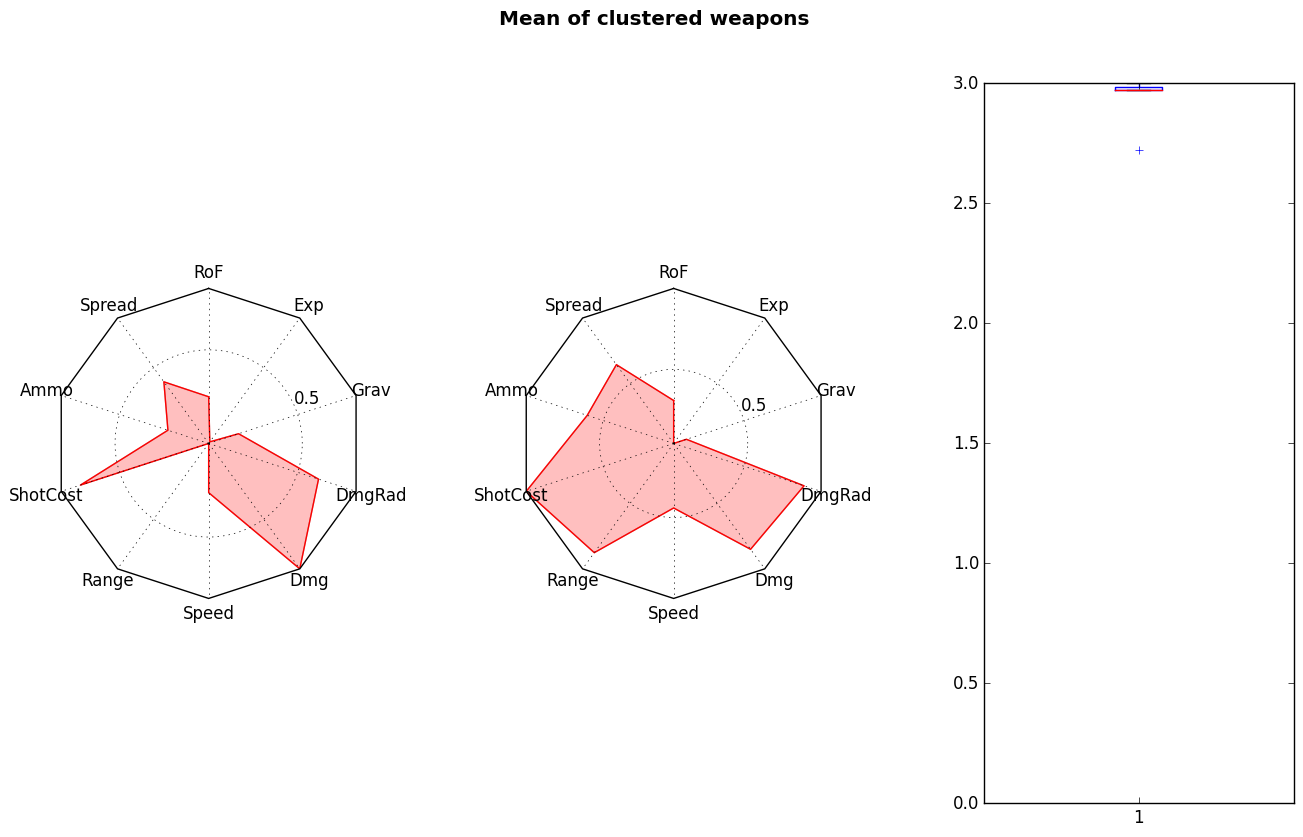 Mean of clustered weapons
RoF
Exp
Spread
Grav
Ammo
0.5
ShotCost
DmgRad
Range
Dmg
Speed
RoF
Exp
Spread
Grav
Ammo
0.5
ShotCost
DmgRad
Range
Dmg
Speed
3.0
2.5
2.0
1.5
1.0
0.5
0.0
1